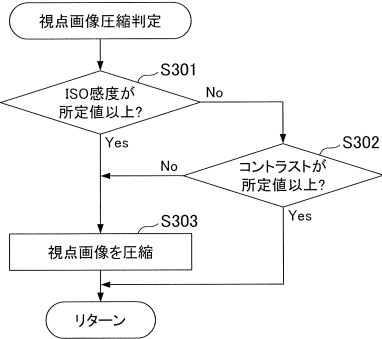 視点画像圧縮判定
S301
ISO感度が
所定値以上?
No
Yes
S302
コントラストが
所定値以上?
No
Yes
S303
視点画像を圧縮
リターン